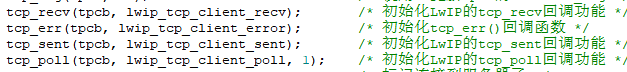 tcp_recv(tpcb, lwip_tcp_client_recv); /* 初始化LwIP的tcp_recv回调功能 */
tcp_err(tpcb, lwip_tcp_client_error); /* 初始化tcp_err()回调函数 */
tcp_sent(tpcb, lwip_tcp_client_sent); /* 初始化LwIP的tcp_sent回调功能 */
tcp_poll(tpcb, lwip_tcp_client_poll, 1); /* 初始化LwIP的tcp_poll回调功能 */